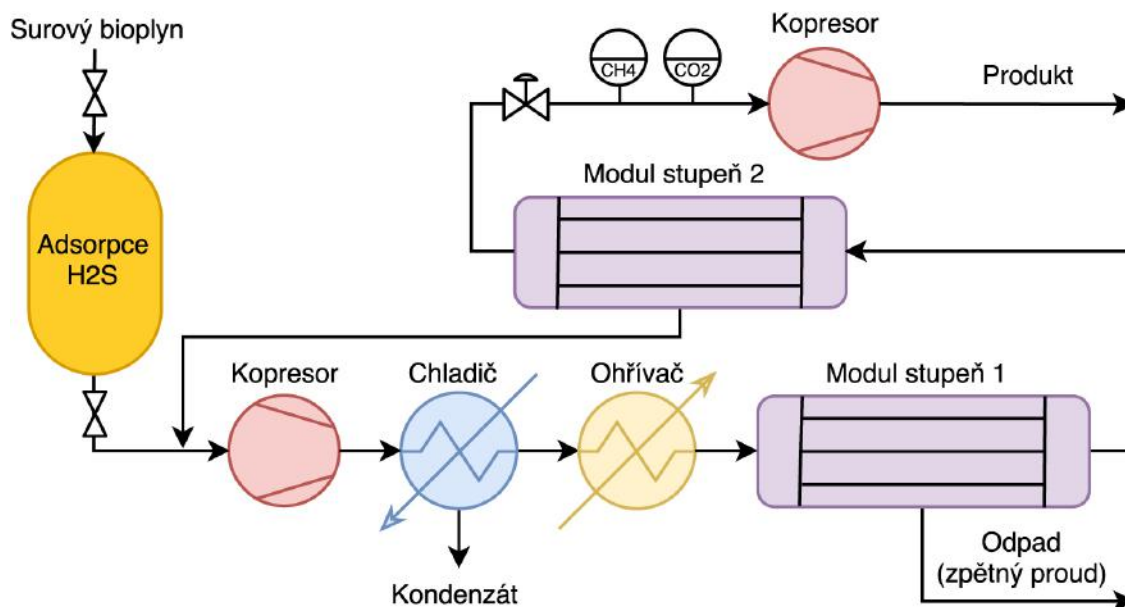 Surový bioplyn
Kopresor
CH4
CO2
Produkt
Modul stupeň 2
Adsorpce
H2S
Kopresor
Chladič
Ohřívač
Modul stupeň 1
Odpad
(zpětný proud)
Kondenzát